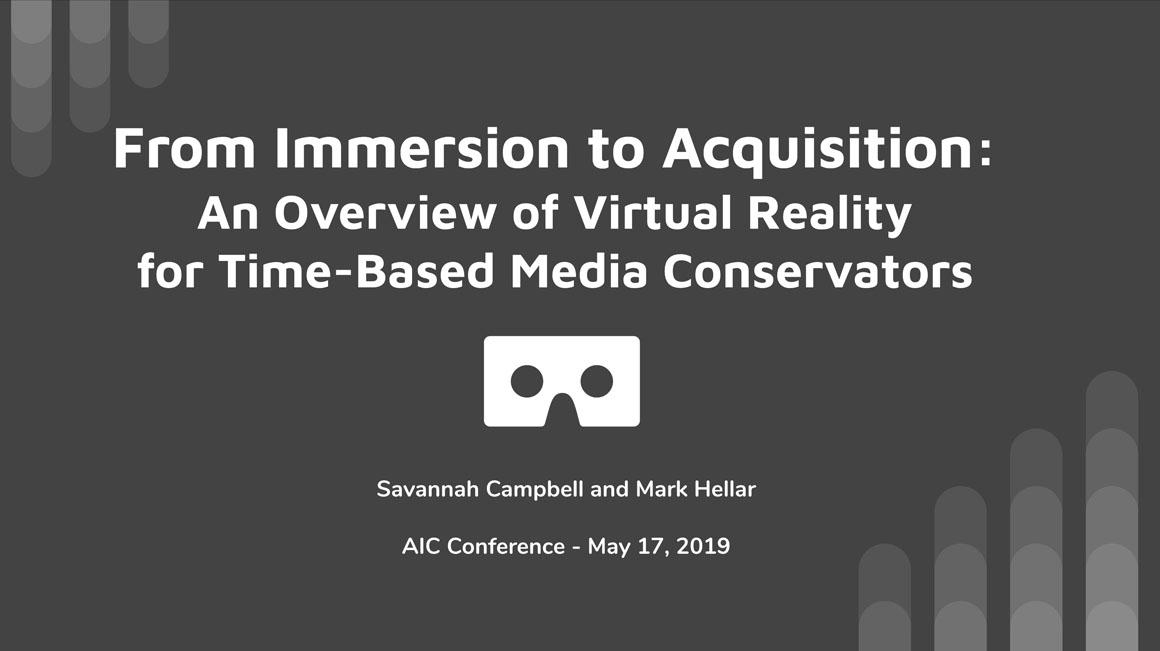 From Immersion to Acquisition:
An Overview of Virtual Reality
for Time-Based Media Conservators
Savannah Campbell and Mark Hellar
AIC Conference - May 17, 2019